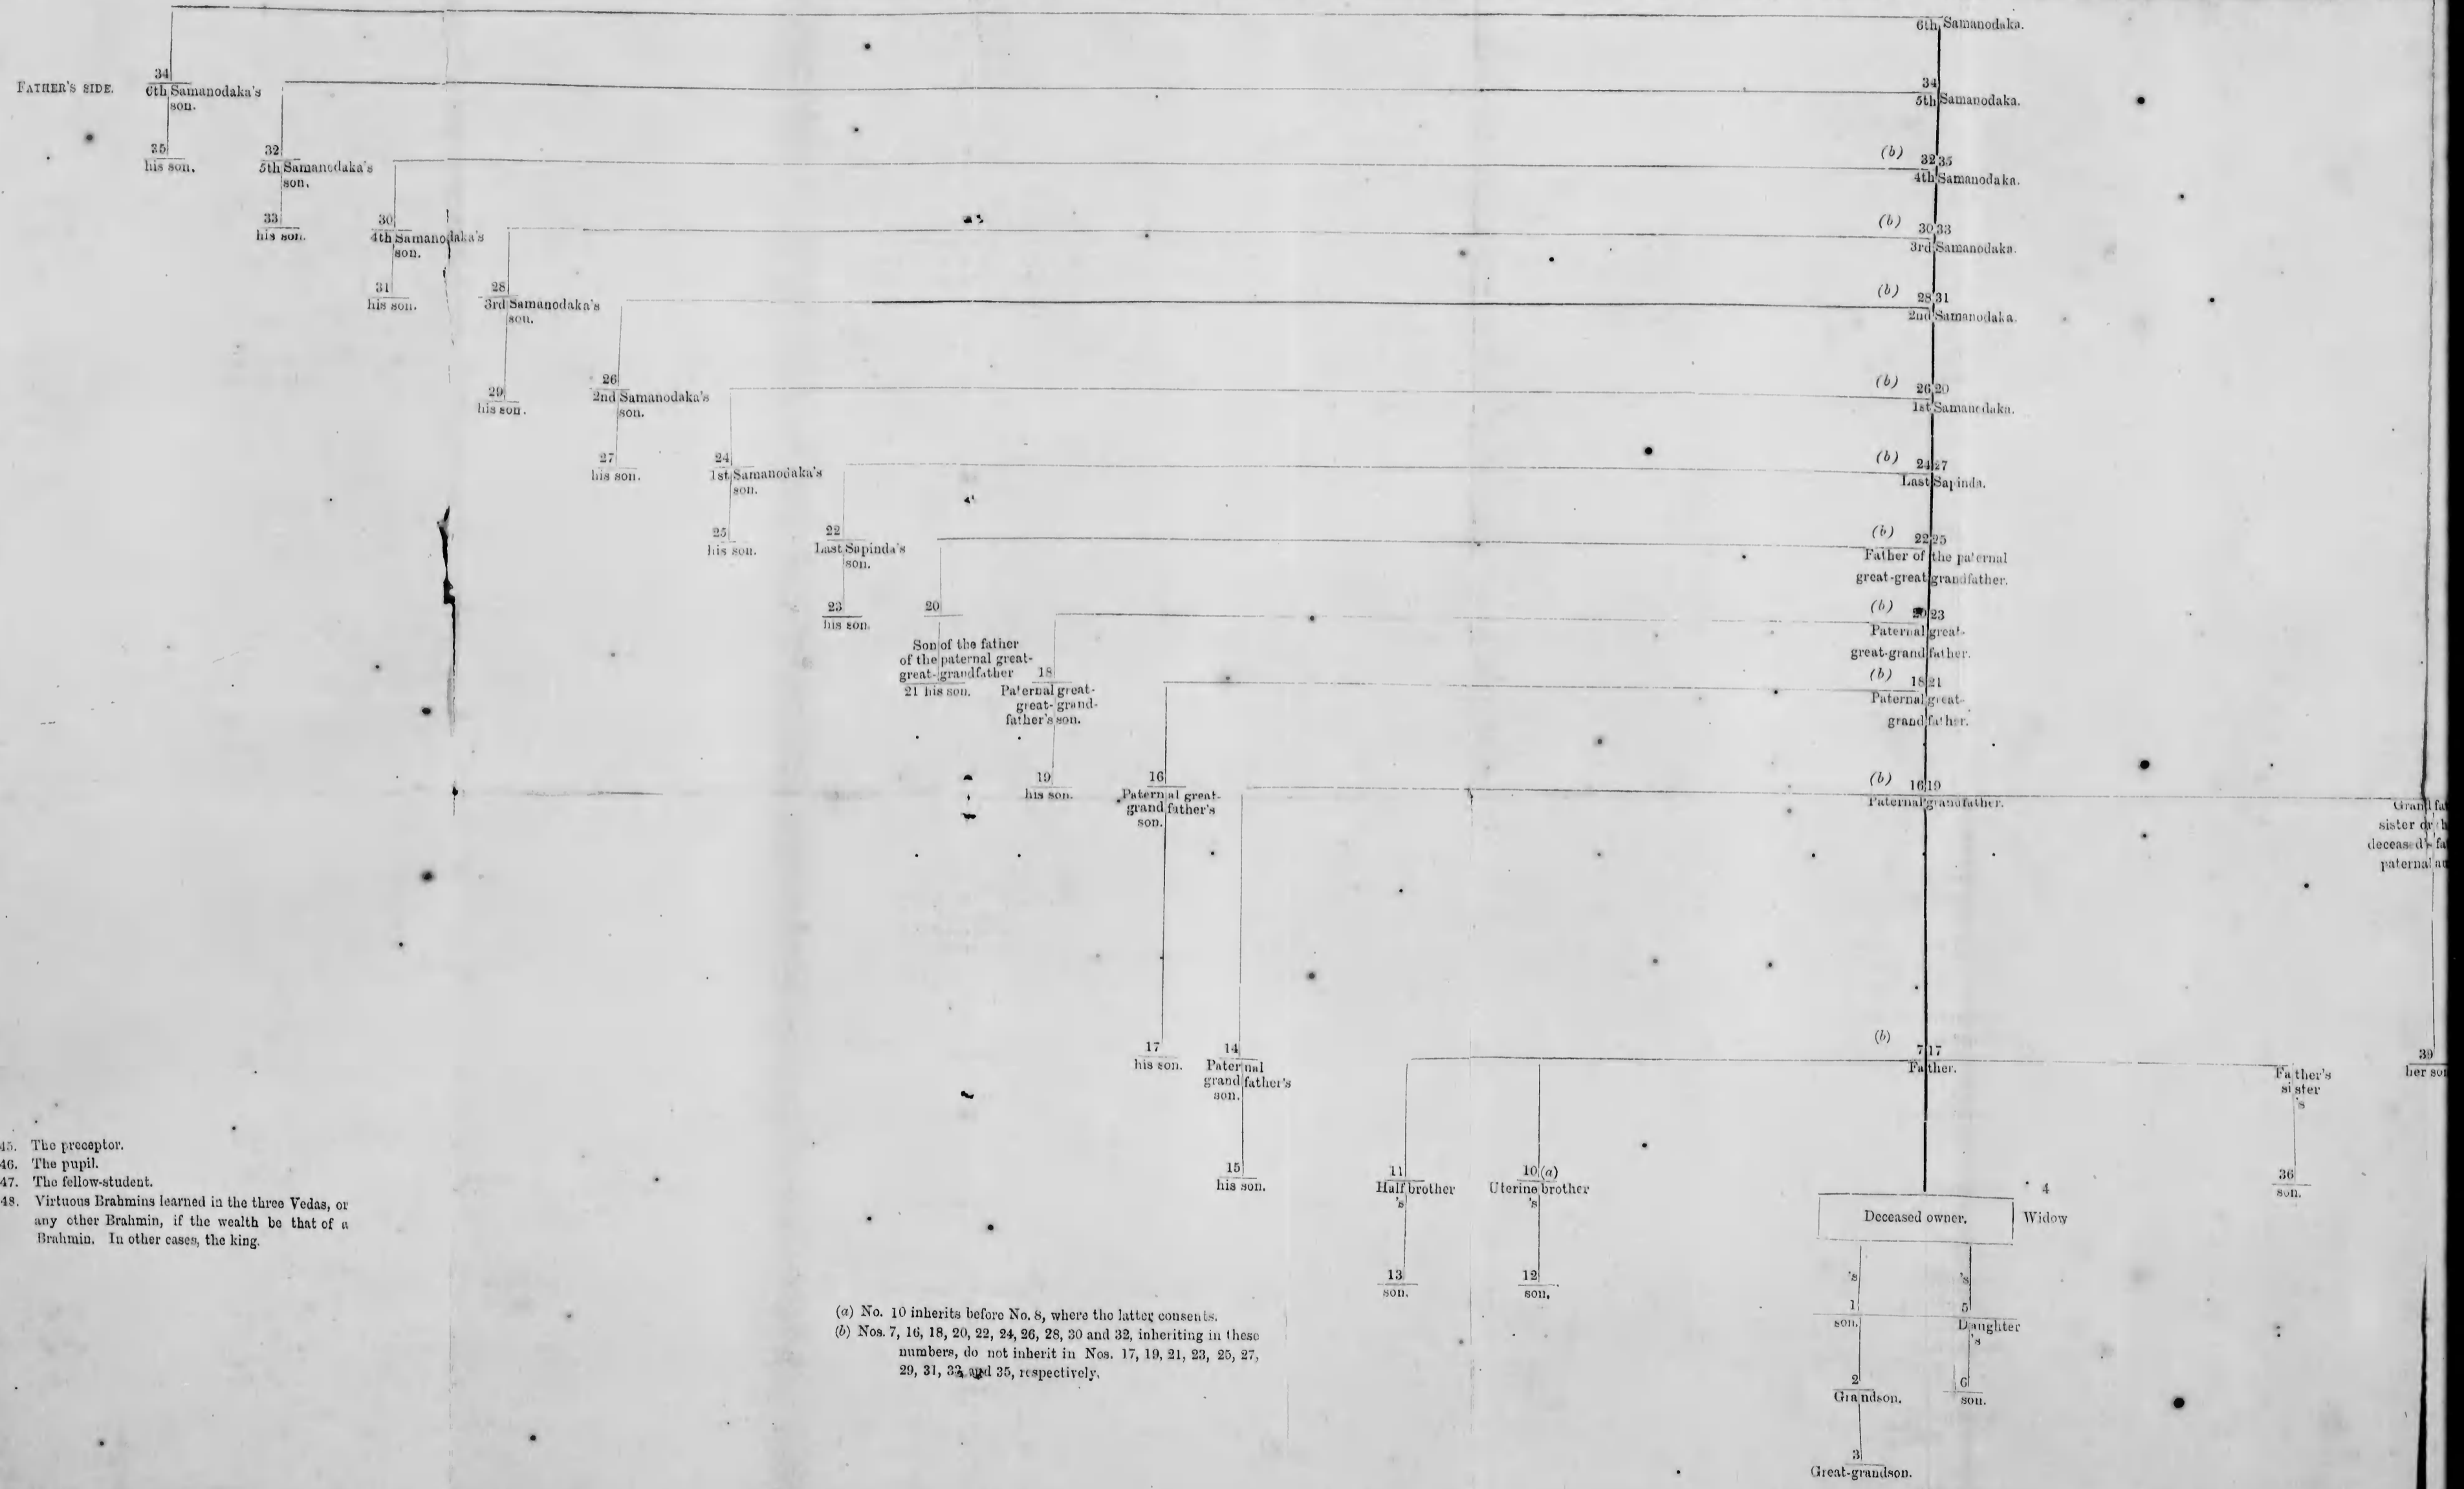 6th Samanodaka.
34
34
FATHER'S SIDE.
6th Samanodaka's
son.
5th Samanodaka.
35
his son.
32
5th Samanodaka's
son.
(b) 32 35
4th Samanodaka.
33
his son.
30
4th Samanodaka's
son.
(b) 30 33
3rd Samanodaka.
31
his son.
28
3rd Samanodaka's
son.
(b) 28 31
2nd Samanodaka.
29
his son.
26
2nd Samanodaka's
son.
(b) 26 20
1st Samanodaka.
27
his son.
24
1st Samanodaka's
son.
(b) 24 27
Last Sapinda.
25
his son.
22
Last Sapinda's
son.
(b) 22 25
Father of the paternal
great-great grandfather.
23
his son.
20
Son of the father
of the paternal great-
great-grandfather
21 his son.
(b) 20 23
Paternal great-
great-grandfather.
18
Paternal great-
great-grand-
father's son.
(b) 18 21
Paternal great-
grandfather.
19
his son.
16
Paternal great-
grandfather's
son.
(b) 16 19
Paternal grandfather.
sister
paternal
17
his son.
14
Paternal
grandfather's
son.
(b) 7 17
Father.
Father's
sister
's
39
her
15
his son.
11
Half brother
's
10 (a)
Uterine brother
's
36
son.
4
Deceased owner.
Widow
13
son.
12
son.
's
1
son.
's
5
Daughter
's
2
Grandson.
6
son.
3
Great-grandson.
45. The preceptor.
46. The pupil.
47. The fellow-student.
48. Virtuous Brahmins learned in the three Vedas, or
any other Brahmin, if the wealth be that of a
Brahmin. In other cases, the king.
(a) No. 10 inherits before No. 8, where the latter consents.
(b) Nos. 7, 16, 18, 20, 22, 24, 26, 28, 30 and 32, inheriting in these
numbers, do not inherit in Nos. 17, 19, 21, 23, 25, 27,
29, 31, 33 and 35, respectively.